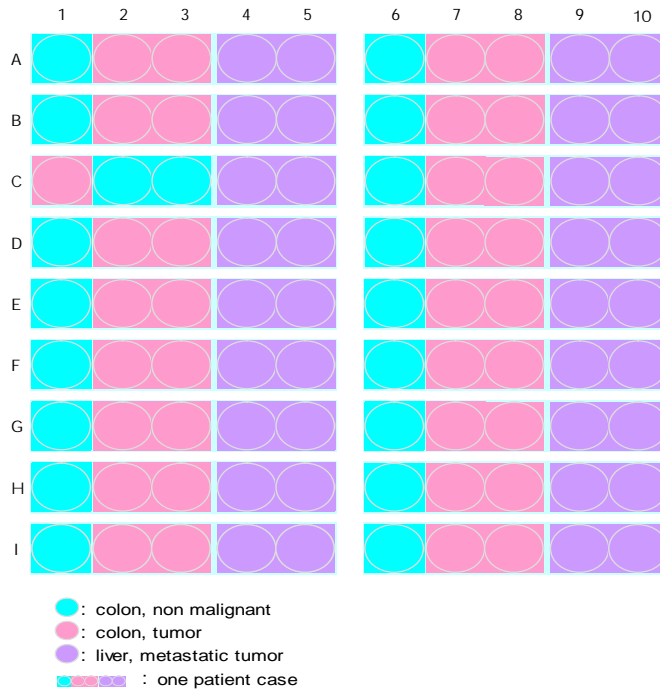 1 2 3 4 5 6 7 8 9 10
A
B
C
D
E
F
G
H
I
: colon, non malignant
: colon, tumor
: liver, metastatic tumor
: one patient case